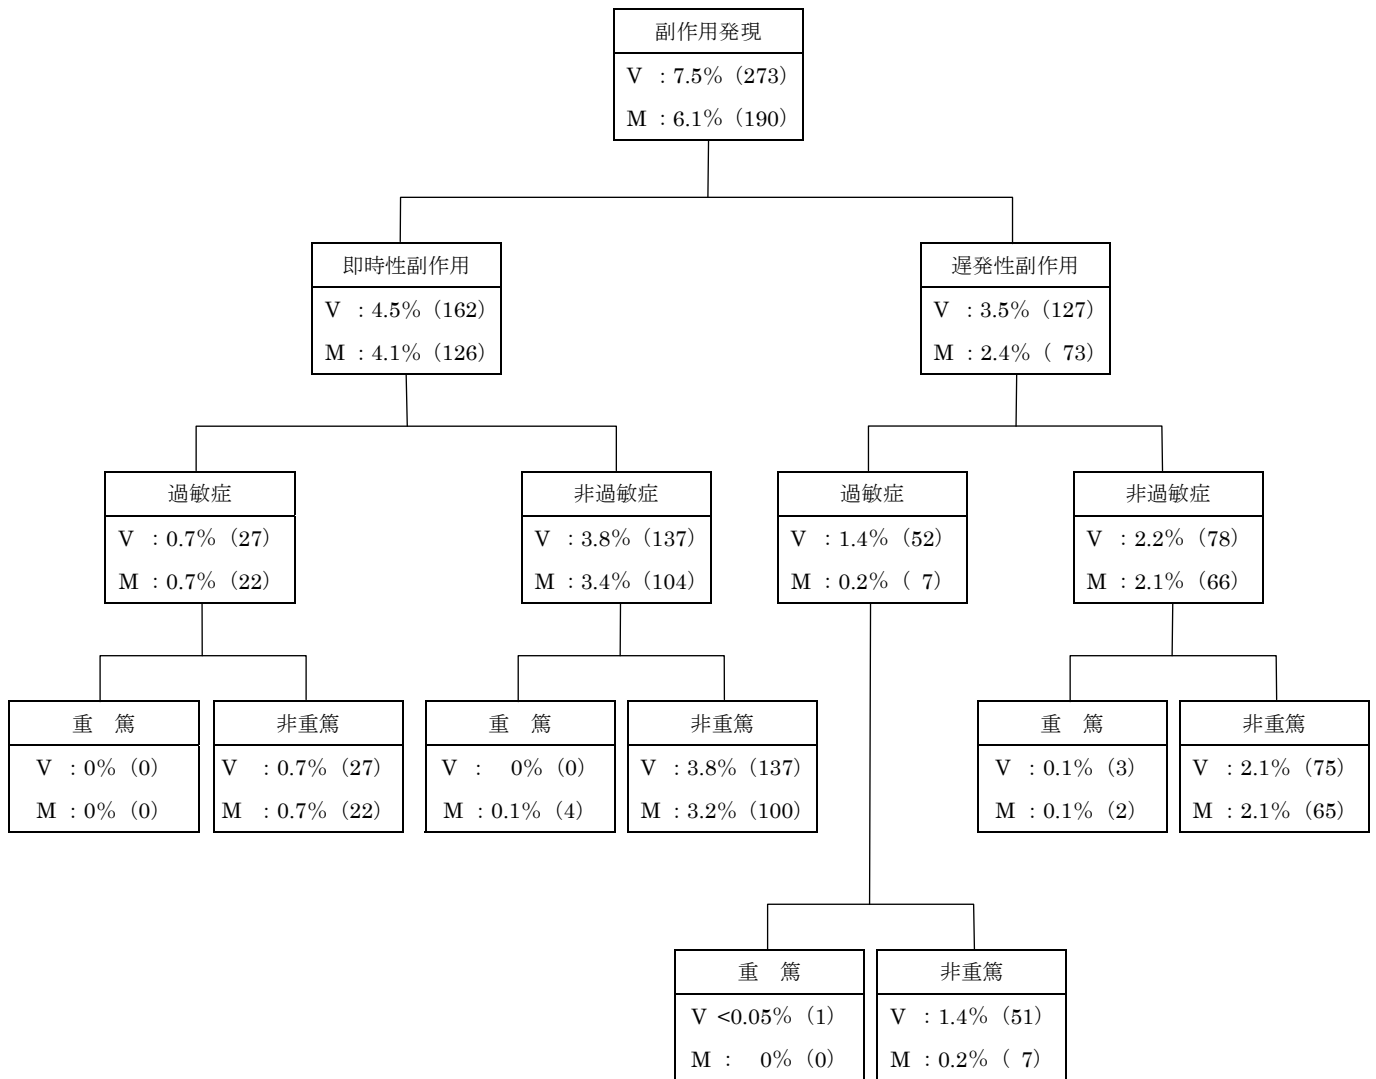 副作用発現
V : 7.5% (273)
M : 6.1% (190)
即時性副作用
V : 4.5% (162)
M : 4.1% (126)
遅発性副作用
V : 3.5% (127)
M : 2.4% ( 73)
過敏症
V : 0.7% (27)
M : 0.7% (22)
非過敏症
V : 3.8% (137)
M : 3.4% (104)
過敏症
V : 1.4% (52)
M : 0.2% ( 7)
非過敏症
V : 2.2% (78)
M : 2.1% (66)
重 篤
V : 0% (0)
M : 0% (0)
非重篤
V : 0.7% (27)
M : 0.7% (22)
重 篤
V : 0% (0)
M : 0.1% (4)
非重篤
V : 3.8% (137)
M : 3.2% (100)
重 篤
V : 0.1% (3)
M : 0.1% (2)
非重篤
V : 2.1% (75)
M : 2.1% (65)
重 篤
V <0.05% (1)
M : 0% (0)
非重篤
V : 1.4% (51)
M : 0.2% ( 7)